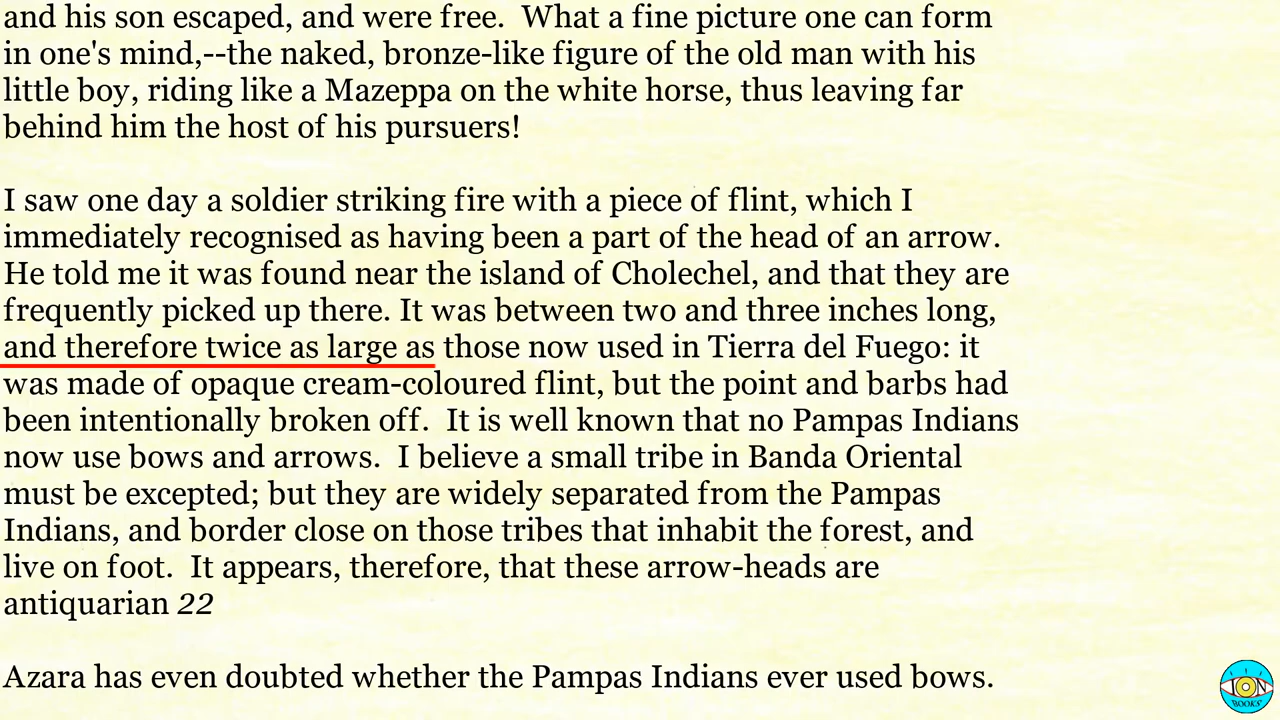 and his son escaped, and were free.  What a fine picture one can form
in one's mind,--the naked, bronze-like figure of the old man with his
little boy, riding like a Mazeppa on the white horse, thus leaving far
behind him the host of his pursuers!
I saw one day a soldier striking fire with a piece of flint, which I
immediately recognised as having been a part of the head of an arrow.
He told me it was found near the island of Cholechel, and that they are
frequently picked up there. It was between two and three inches long,
and therefore twice as large as those now used in Tierra del Fuego: it
was made of opaque cream-coloured flint, but the point and barbs had
been intentionally broken off.  It is well known that no Pampas Indians
now use bows and arrows.  I believe a small tribe in Banda Oriental
must be excepted; but they are widely separated from the Pampas
Indians, and border close on those tribes that inhabit the forest, and
live on foot.  It appears, therefore, that these arrow-heads are
antiquarian 22
Azara has even doubted whether the Pampas Indians ever used bows.
ION
BOOKS